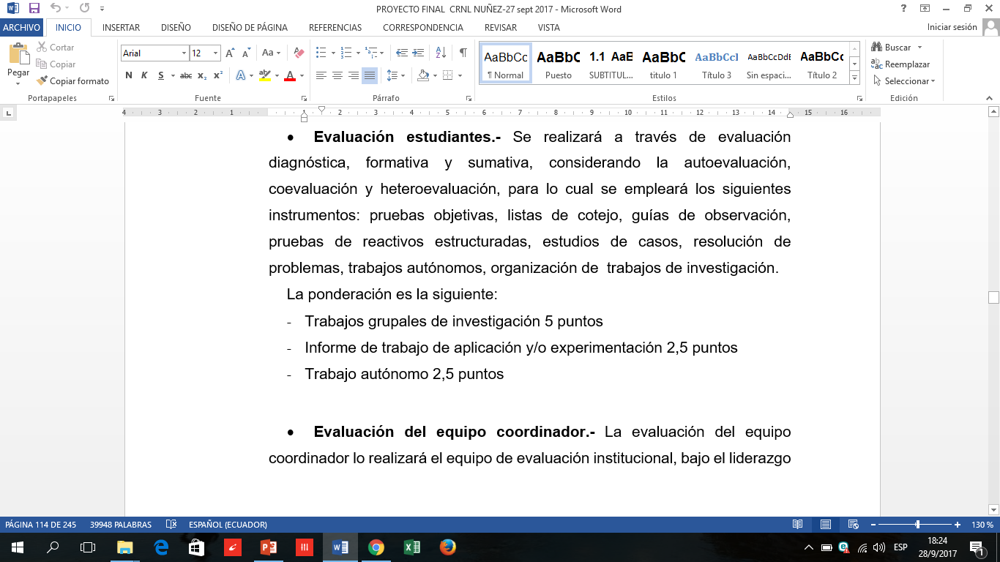 PROYECTO FINAL CRNL NUÑEZ-27 sept 2017 - Microsoft Word
ARCHIVO INICIO INSERTAR DISEÑO DISEÑO DE PÁGINA REFERENCIAS CORRESPONDENCIA REVISAR VISTA Iniciar sesión
Pegar
Cortar
Copiar
Copiar formato
Portapapeles
Arial 12
N K S abc x₂ x²
Fuente
Párrafo
AaBbCc AaBbC 1.1 AaB AaBbC AaBbCcI AaBbCcDdE AaBbCc
¶ Normal Puesto SUBTITUL... titulo 1 Título 3 Sin espaci... Título 2
Estilos
Buscar
Reemplazar
Seleccionar
Edición
4 3 2 1 1 2 3 4 5 6 7 8 9 10 11 12 13 14 15 16
• Evaluación estudiantes.- Se realizará a través de evaluación
diagnóstica, formativa y sumativa, considerando la autoevaluación,
coevaluación y heteroevaluación, para lo cual se empleará los siguientes
instrumentos: pruebas objetivas, listas de cotejo, guías de observación,
pruebas de reactivos estructuradas, estudios de casos, resolución de
problemas, trabajos autónomos, organización de trabajos de investigación.
La ponderación es la siguiente:
- Trabajos grupales de investigación 5 puntos
- Informe de trabajo de aplicación y/o experimentación 2,5 puntos
- Trabajo autónomo 2,5 puntos
• Evaluación del equipo coordinador.- La evaluación del equipo
coordinador lo realizará el equipo de evaluación institucional, bajo el liderazgo
PÁGINA 114 DE 245 39948 PALABRAS ESPAÑOL (ECUADOR) 130 %
ESP
18:24
28/9/2017
1